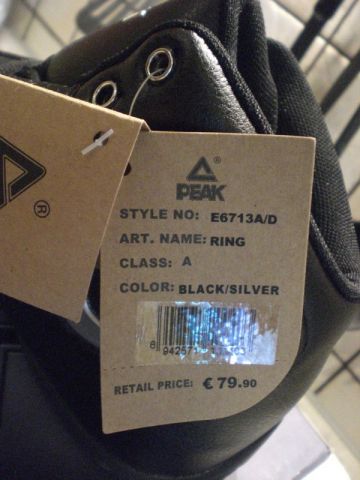 ®
®
PEAK
STYLE NO: E6713A/D
ART. NAME: RING
CLASS: A
COLOR: BLACK/SILVER
RETAIL PRICE: € 79.90